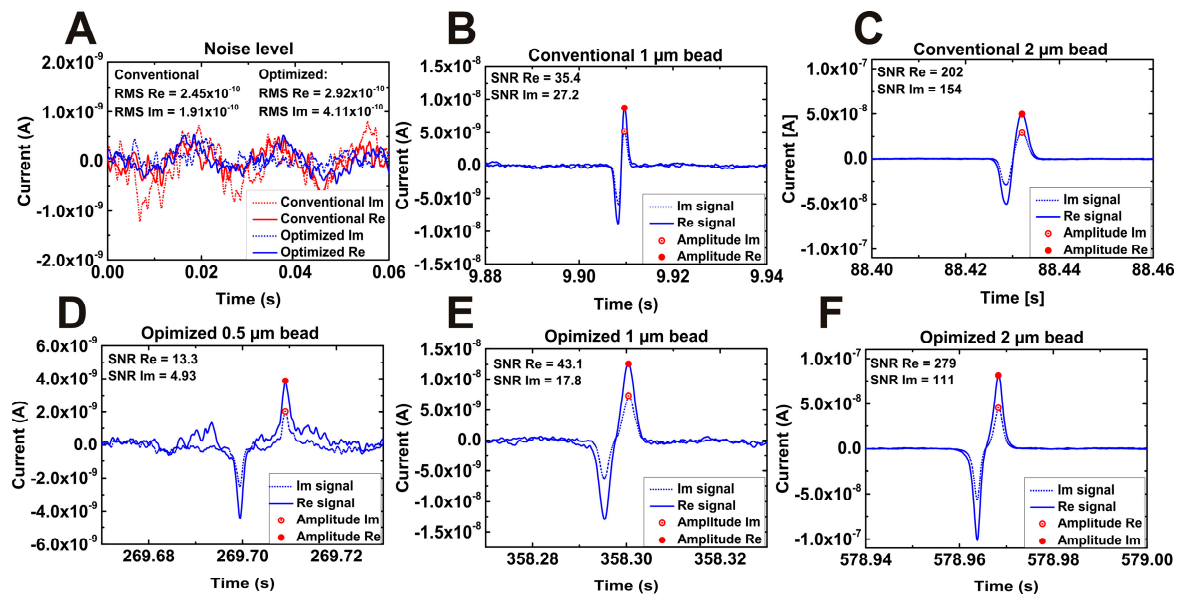 A
Noise level
2.0x10⁻⁹
1.0x10⁻⁹
0.0
-1.0x10⁻⁹
-2.0x10⁻⁹
Current (A)
Conventional
RMS Re = 2.45x10⁻¹⁰
RMS Im = 1.91x10⁻¹⁰
Optimized:
RMS Re = 2.92x10⁻¹⁰
RMS Im = 4.11x10⁻¹⁰
Conventional Im
Conventional Re
Optimized Im
Optimized Re
0.00 0.02 0.04 0.06
Time (s)
B
Conventional 1 µm bead
1.5x10⁻⁸
1.0x10⁻⁸
5.0x10⁻⁹
0.0
-5.0x10⁻⁹
-1.0x10⁻⁸
-1.5x10⁻⁸
Current (A)
SNR Re = 35.4
SNR Im = 27.2
Im signal
Re signal
Amplitude Im
Amplitude Re
9.88 9.90 9.92 9.94
Time (s)
C
Conventional 2 µm bead
1.0x10⁻⁷
5.0x10⁻⁸
0.0
-5.0x10⁻⁸
-1.0x10⁻⁷
Current [A]
SNR Re = 202
SNR Im = 154
Im signal
Re signal
Amplitude Im
Amplitude Re
88.40 88.42 88.44 88.46
Time [s]
D
Opimized 0.5 µm bead
6.0x10⁻⁹
4.0x10⁻⁹
2.0x10⁻⁹
0.0
-2.0x10⁻⁹
-4.0x10⁻⁹
-6.0x10⁻⁹
Current (A)
SNR Re = 13.3
SNR Im = 4.93
Im signal
Re signal
Amplitude Im
Amplitude Re
269.68 269.70 269.72
Time (s)
E
Opimized 1 µm bead
1.5x10⁻⁸
1.0x10⁻⁸
5.0x10⁻⁹
0.0
-5.0x10⁻⁹
-1.0x10⁻⁸
-1.5x10⁻⁸
Current (A)
SNR Re = 43.1
SNR Im = 17.8
Im signal
Re signal
Amplitude Im
Amplitude Re
358.28 358.30 358.32
Time (s)
F
Opimized 2 µm bead
1.0x10⁻⁷
5.0x10⁻⁸
0.0
-5.0x10⁻⁸
-1.0x10⁻⁷
Current (A)
SNR Re = 279
SNR Im = 111
Im signal
Re signal
Amplitude Re
Amplitude Im
578.94 578.96 578.98 579.00
Time (s)